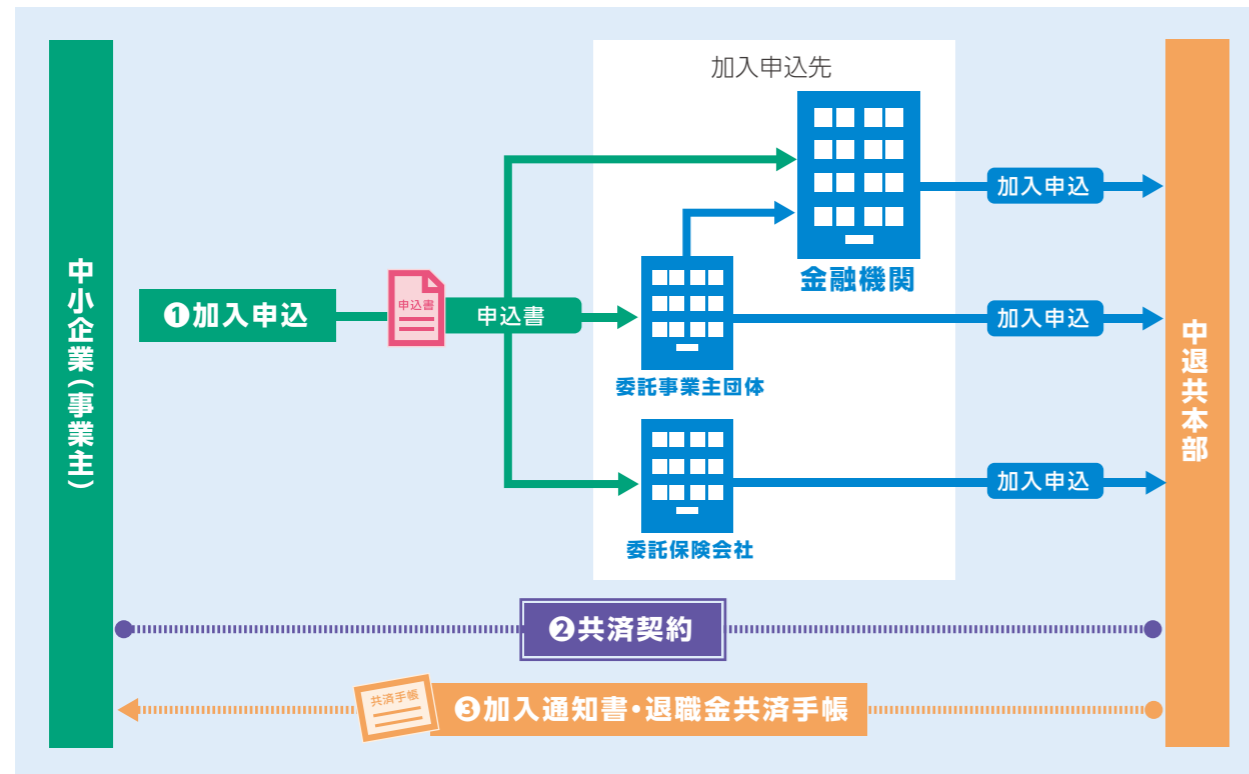 加入申込先
中小企業（事業主）
❶加入申込
申込書
申込書
金融機関
委託事業主団体
委託保険会社
加入申込
加入申込
加入申込
中退共本部
❷共済契約
共済手帳
❸加入通知書・退職金共済手帳